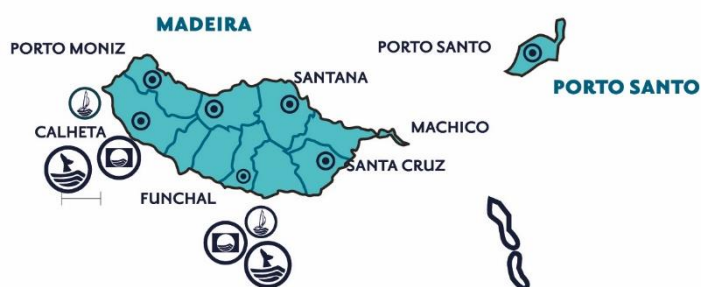 MADEIRA
PORTO MONIZ
PORTO SANTO
SANTANA
PORTO SANTO
MACHICO
CALHETA
SANTA CRUZ
FUNCHAL